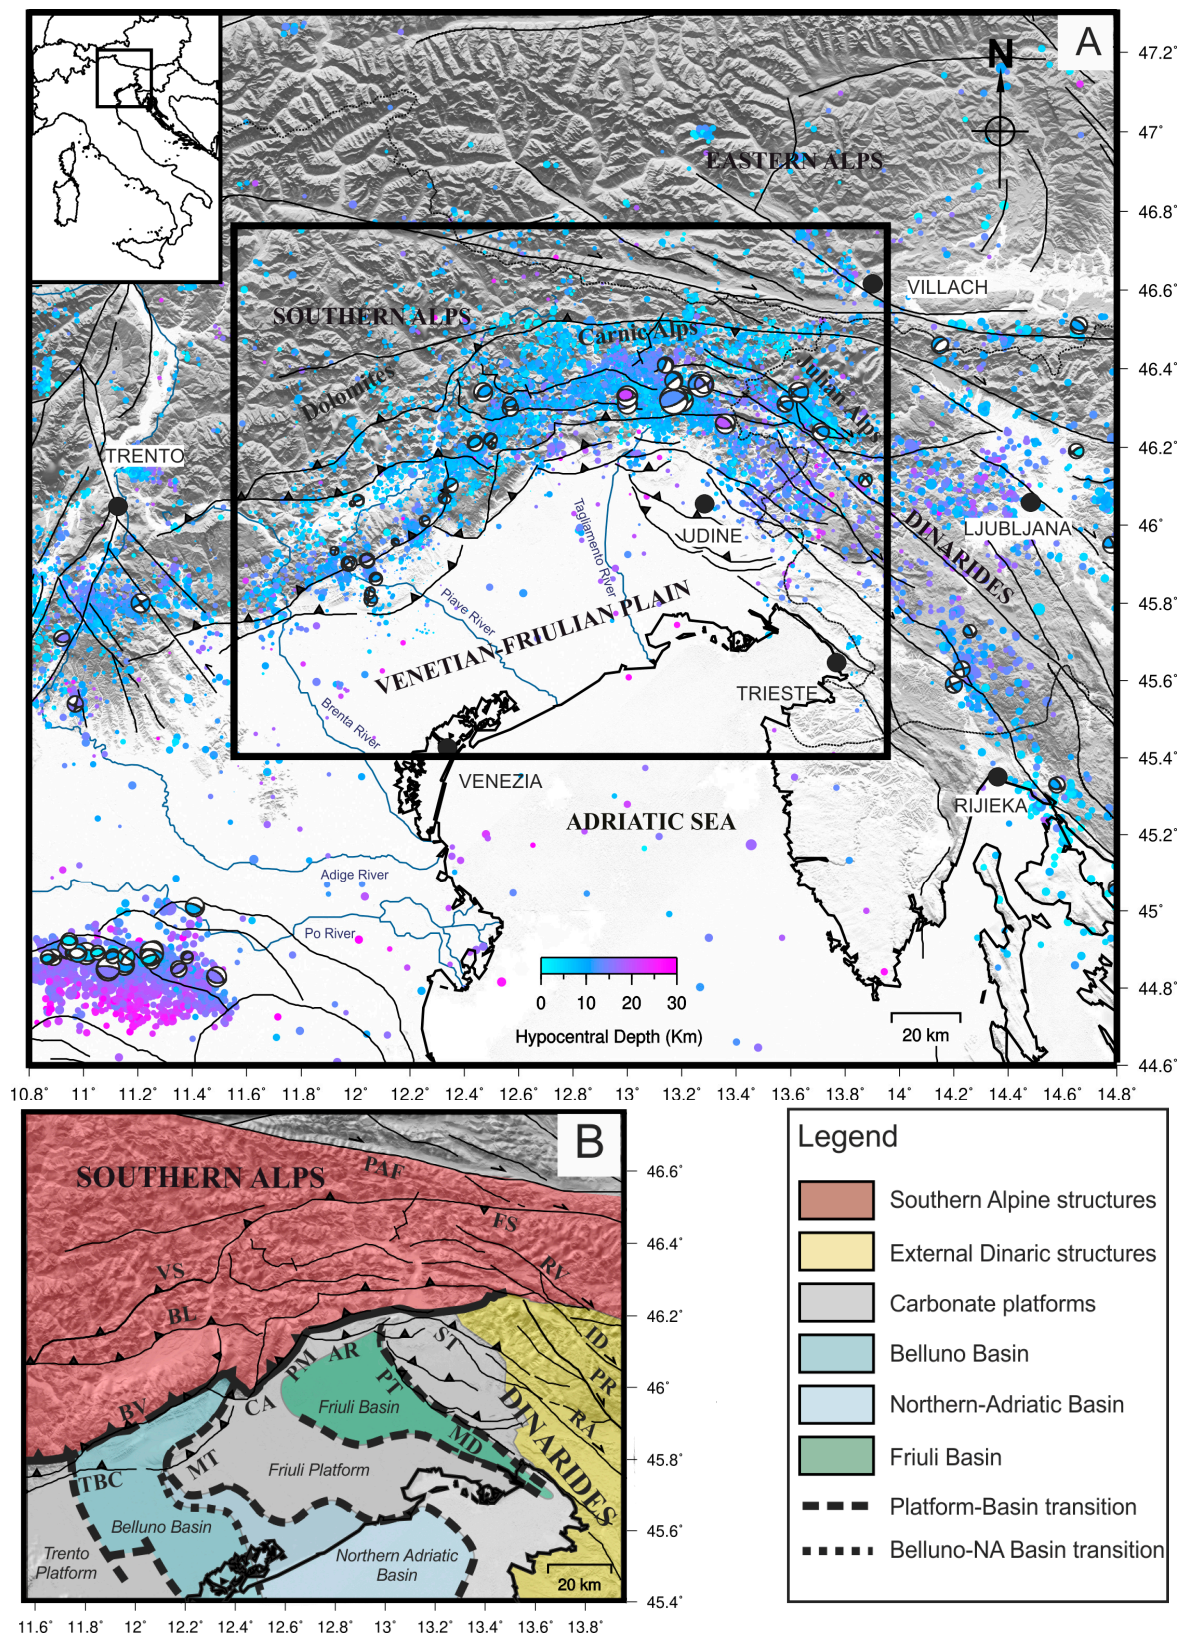 A
N
47.2°
47°
46.8°
46.6°
46.4°
46.2°
46°
45.8°
45.6°
45.4°
45.2°
45°
44.8°
44.6°
EASTERN ALPS
VILLACH
SOUTHERN ALPS
Carnic Alps
Dolomites
Julian Alps
TRENTO
UDINE
LJUBLJANA
DINARIDES
Tagliamento River
Piave River
VENETIAN-FRIULIAN PLAIN
Brenta River
TRIESTE
VENEZIA
RIJIEKA
ADRIATIC SEA
Adige River
Po River
0 10 20 30
Hypocentral Depth (Km)
20 km
10.8° 11° 11.2° 11.4° 11.6° 11.8° 12° 12.2° 12.4° 12.6° 12.8° 13° 13.2° 13.4° 13.6° 13.8° 14° 14.2° 14.4° 14.6° 14.8°
B
SOUTHERN ALPS
PAF
FS
RV
VS
BL
ID
ST
AR
PM
PR
PT
CA
BV
RA
Friuli Basin
DINARIDES
MD
MT
Friuli Platform
TBC
Belluno Basin
Trento
Platform
Northern Adriatic
Basin
20 km
46.6°
46.4°
46.2°
46°
45.8°
45.6°
45.4°
11.6° 11.8° 12° 12.2° 12.4° 12.6° 12.8° 13° 13.2° 13.4° 13.6° 13.8°
Legend
Southern Alpine structures
External Dinaric structures
Carbonate platforms
Belluno Basin
Northern-Adriatic Basin
Friuli Basin
Platform-Basin transition
Belluno-NA Basin transition